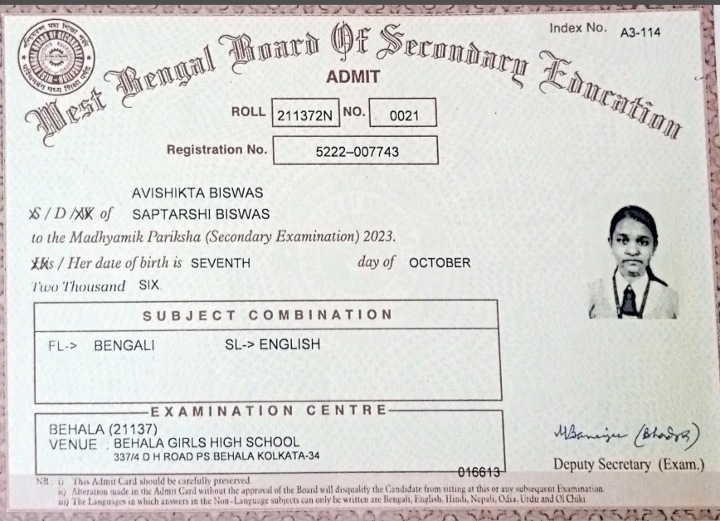 Index No. A3-114
West Bengal Board Of Secondary Education
ADMIT
ROLL 211372N NO. 0021
Registration No. 5222-007743
AVISHIKTA BISWAS
S / D / of SAPTARSHI BISWAS
to the Madhyamik Pariksha (Secondary Examination) 2023.
His / Her date of birth is SEVENTH day of OCTOBER
Two Thousand SIX
SUBJECT COMBINATION
FL-> BENGALI SL-> ENGLISH
EXAMINATION CENTRE
BEHALA (21137)
VENUE : BEHALA GIRLS HIGH SCHOOL
337/4 D H ROAD PS BEHALA KOLKATA-34
016613
Deputy Secretary (Exam.)
NB : i) This Admit Card should be carefully preserved.
ii) Alteration made in the Admit Card without the approval of the Board will disqualify the Candidate from sitting at this or any subsequent Examination.
iii) The Languages in which answers in the Non-Language subjects can only be written are Bengali, English, Hindi, Nepali, Odia, Urdu and Ol Chiki